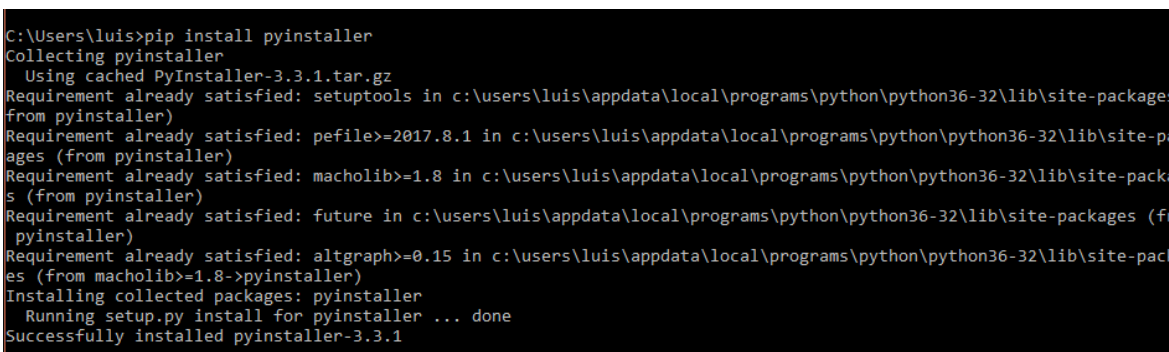 C:\Users\luis>pip install pyinstaller
Collecting pyinstaller
  Using cached PyInstaller-3.3.1.tar.gz
Requirement already satisfied: setuptools in c:\users\luis\appdata\local\programs\python\python36-32\lib\site-packages
from pyinstaller)
Requirement already satisfied: pefile>=2017.8.1 in c:\users\luis\appdata\local\programs\python\python36-32\lib\site-pa
ages (from pyinstaller)
Requirement already satisfied: macholib>=1.8 in c:\users\luis\appdata\local\programs\python\python36-32\lib\site-packa
s (from pyinstaller)
Requirement already satisfied: future in c:\users\luis\appdata\local\programs\python\python36-32\lib\site-packages (fr
 pyinstaller)
Requirement already satisfied: altgraph>=0.15 in c:\users\luis\appdata\local\programs\python\python36-32\lib\site-pack
es (from macholib>=1.8->pyinstaller)
Installing collected packages: pyinstaller
  Running setup.py install for pyinstaller ... done
Successfully installed pyinstaller-3.3.1